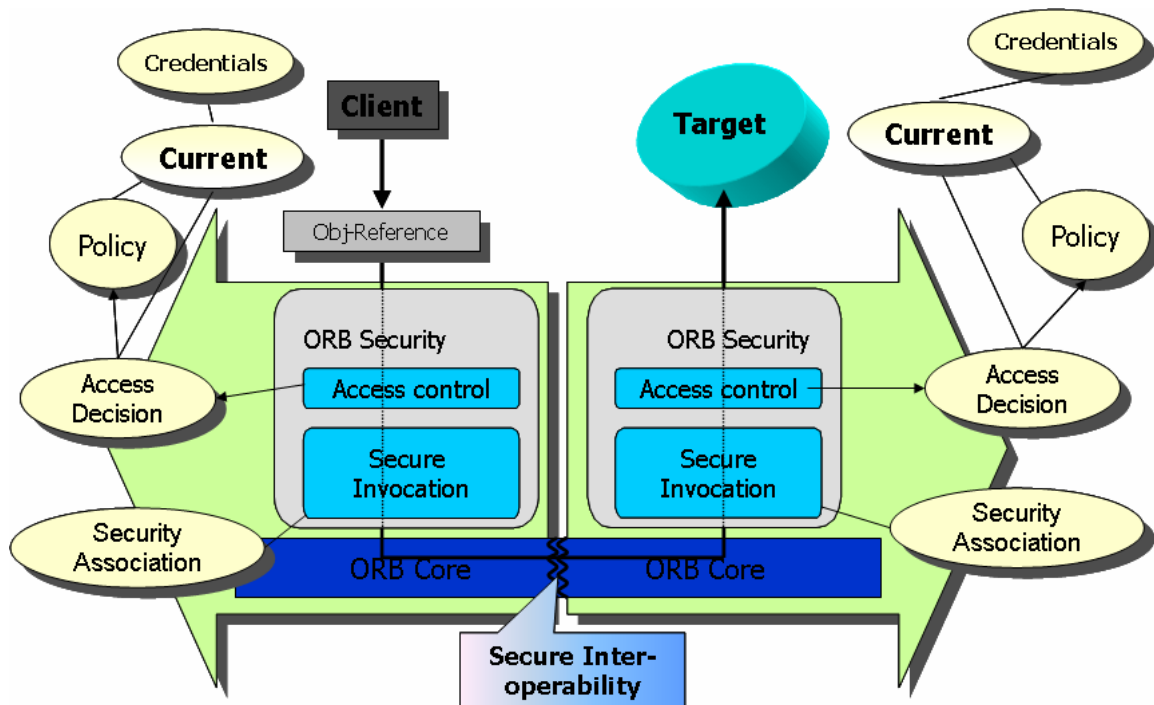 Credentials
Current
Policy
Client
Obj-Reference
Target
Credentials
Current
Policy
ORB Security
Access control
Secure
Invocation
ORB Security
Access control
Secure
Invocation
Access
Decision
Security
Association
Access
Decision
Security
Association
ORB Core
ORB Core
Secure Inter-
operability